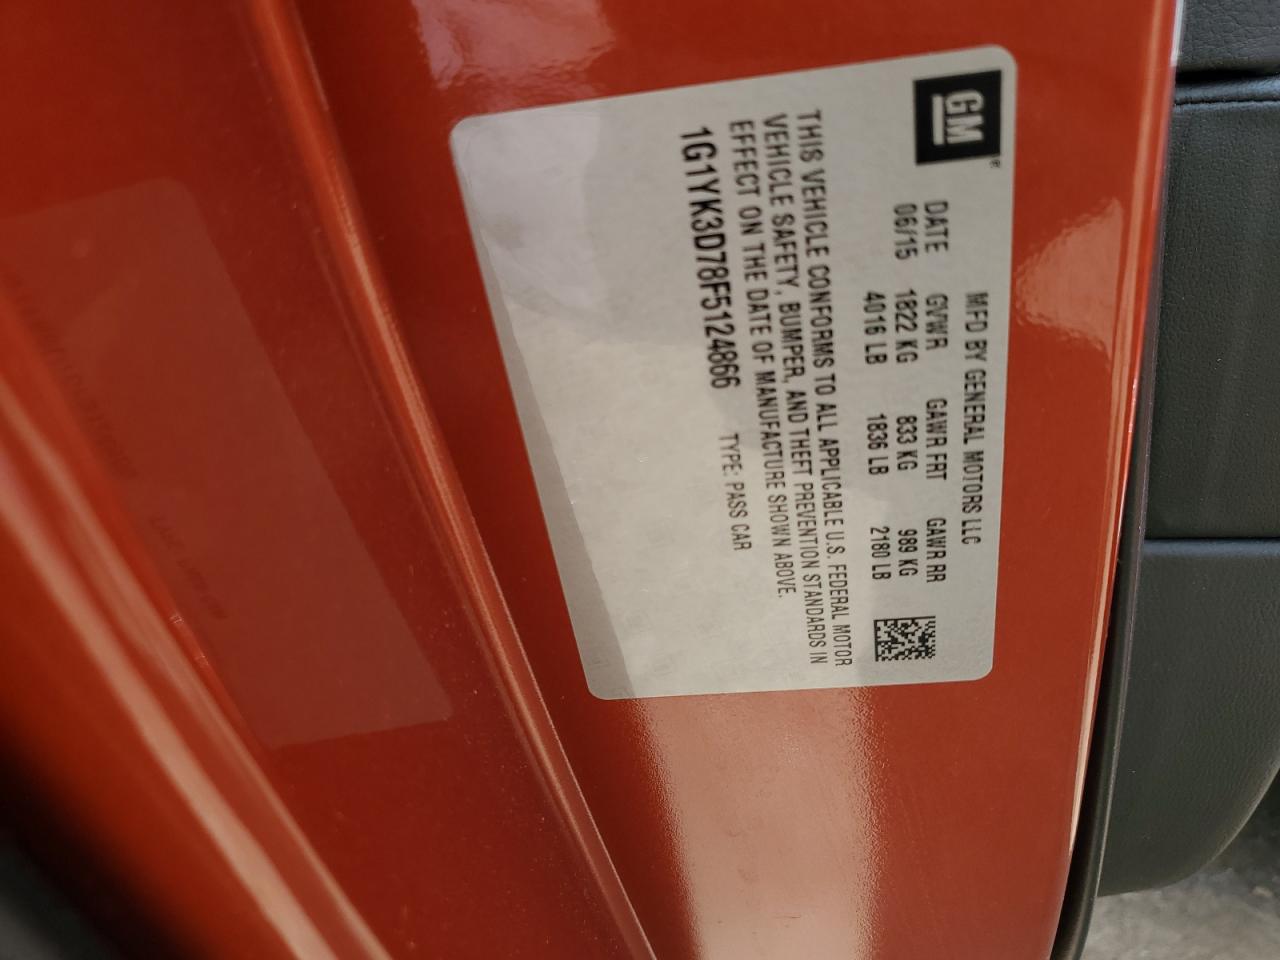 GM®
MFD BY GENERAL MOTORS LLC
DATE GVWR GAWR FRT GAWR RR
06/15 1822 KG 833 KG 989 KG
4016 LB 1836 LB 2180 LB
THIS VEHICLE CONFORMS TO ALL APPLICABLE U.S. FEDERAL MOTOR
VEHICLE SAFETY, BUMPER, AND THEFT PREVENTION STANDARDS IN
EFFECT ON THE DATE OF MANUFACTURE SHOWN ABOVE.
1G1YK3D78F5124866 TYPE: PASS CAR